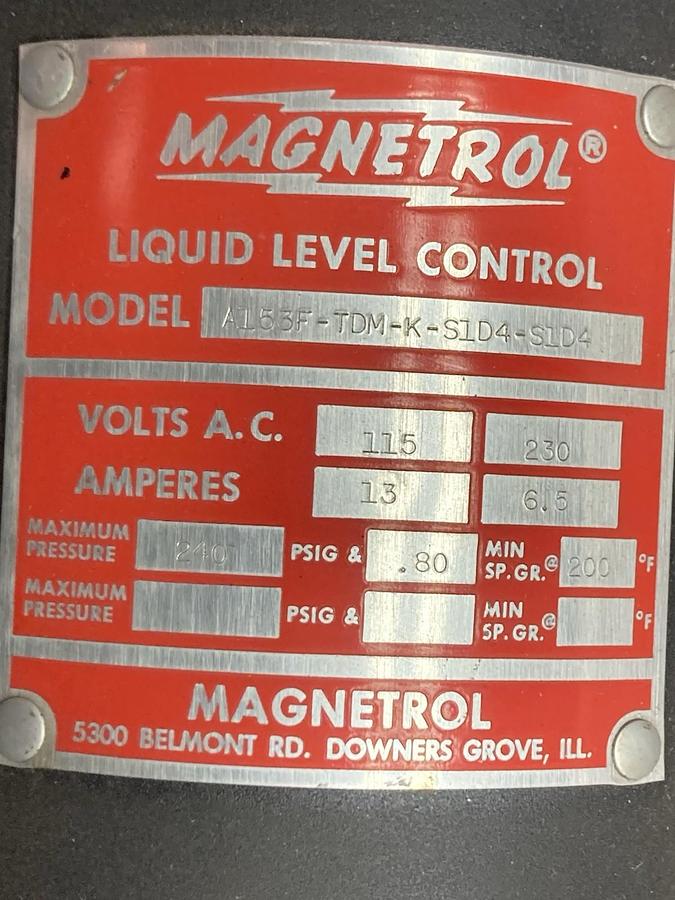 MAGNETROL®
LIQUID LEVEL CONTROL
MODEL A153F-TDM-K-S1D4-S1D4
VOLTS A.C. 115 230
AMPERES 13 6.5
MAXIMUM PRESSURE 240 PSIG & .80 MIN SP. GR. @ 200 °F
MAXIMUM PRESSURE PSIG & MIN SP. GR. @ °F
MAGNETROL
5300 BELMONT RD. DOWNERS GROVE, ILL.